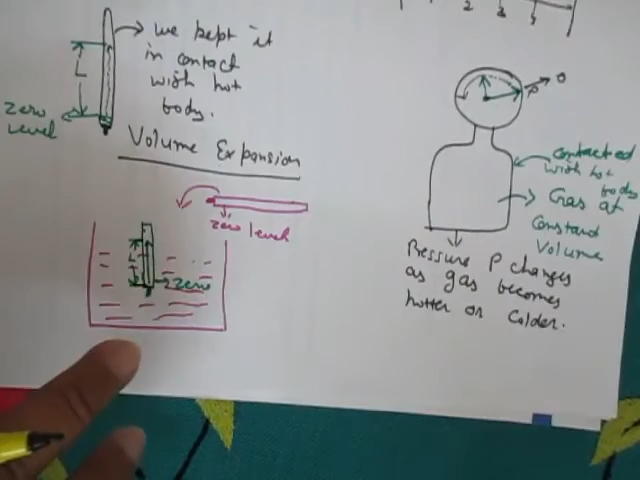 we kept it
in contact
with hot
body.
L
zero
level
Volume Expansion
zero level
L
zero
contacted
with hot
body
Gas at
Constand
Volume
Pressure P changes
as gas becomes
hotter or Colder.